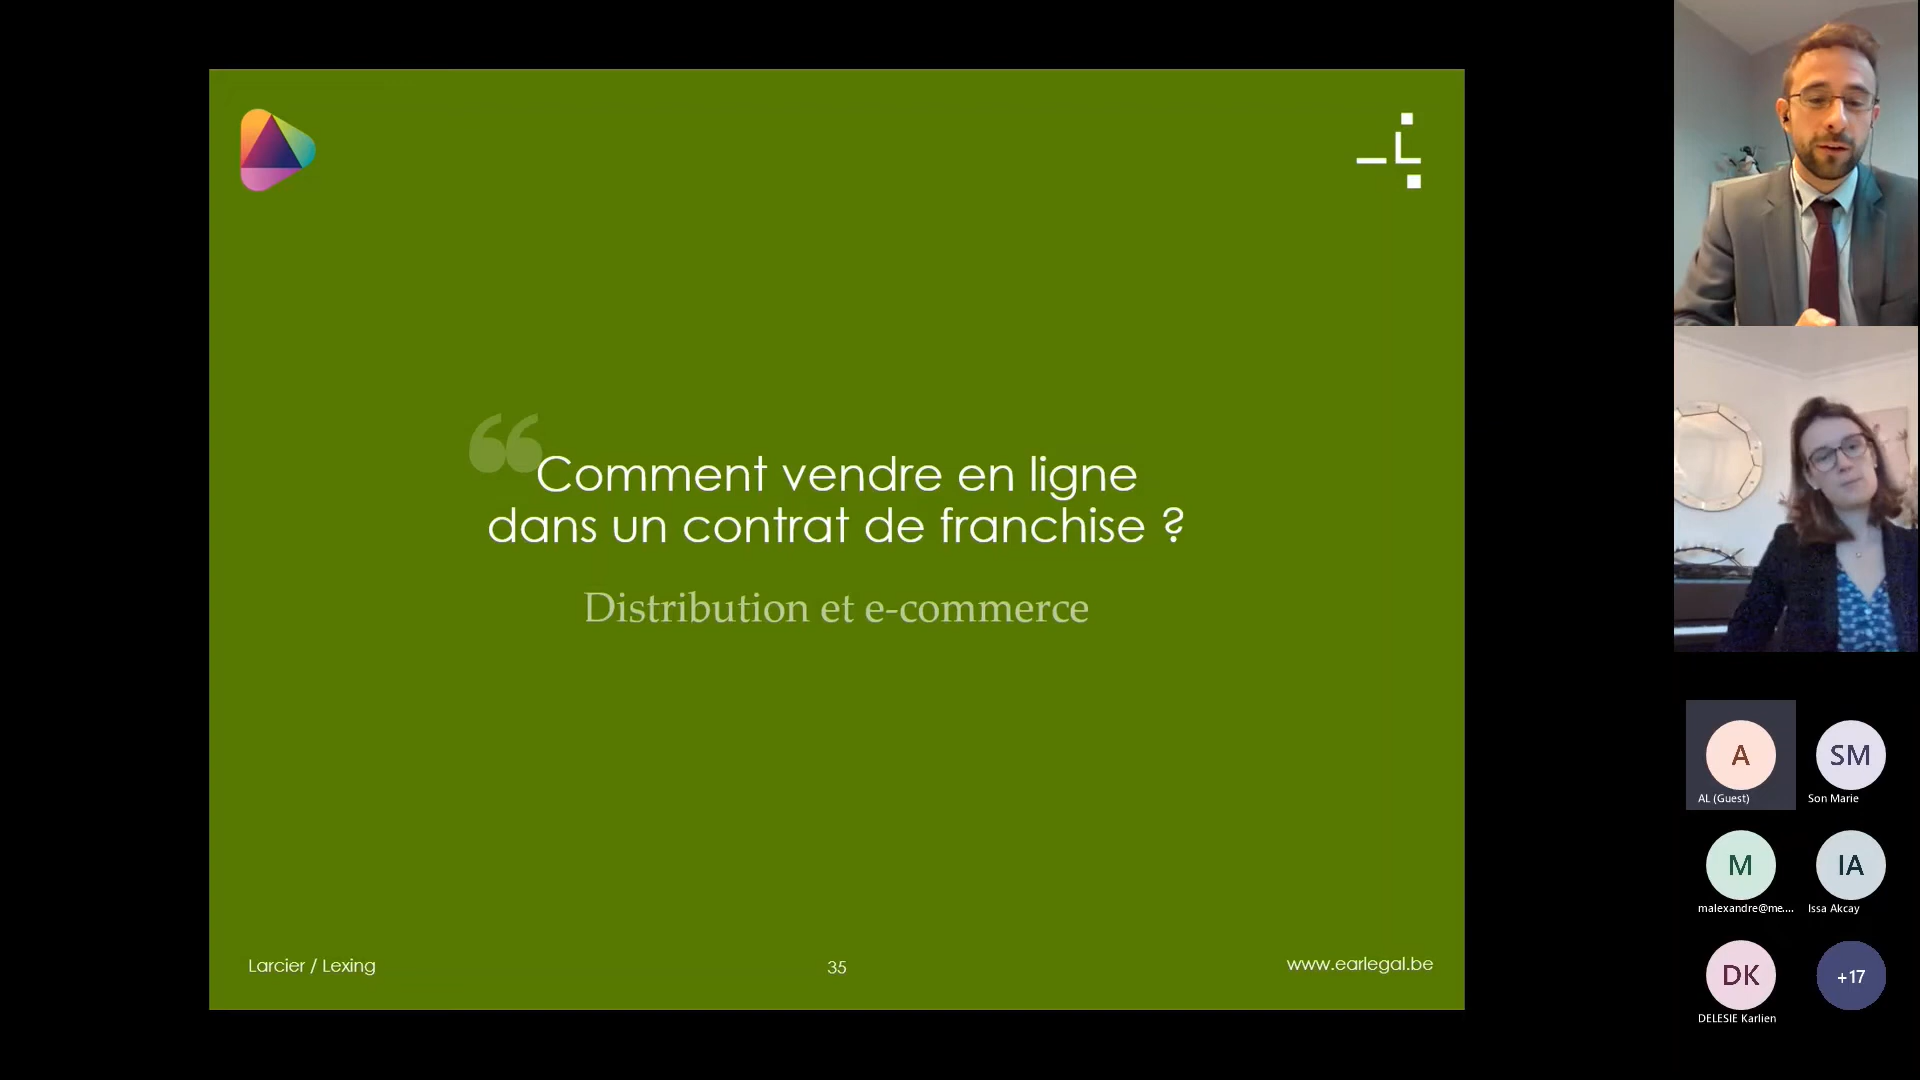 Comment vendre en ligne
dans un contrat de franchise ?
Distribution et e-commerce
Larcier / Lexing
35
www.earlegal.be
A
AL (Guest)
SM
Son Marie
M
malexandre@me....
IA
Issa Akcay
DK
DELESIE Karlien
+17